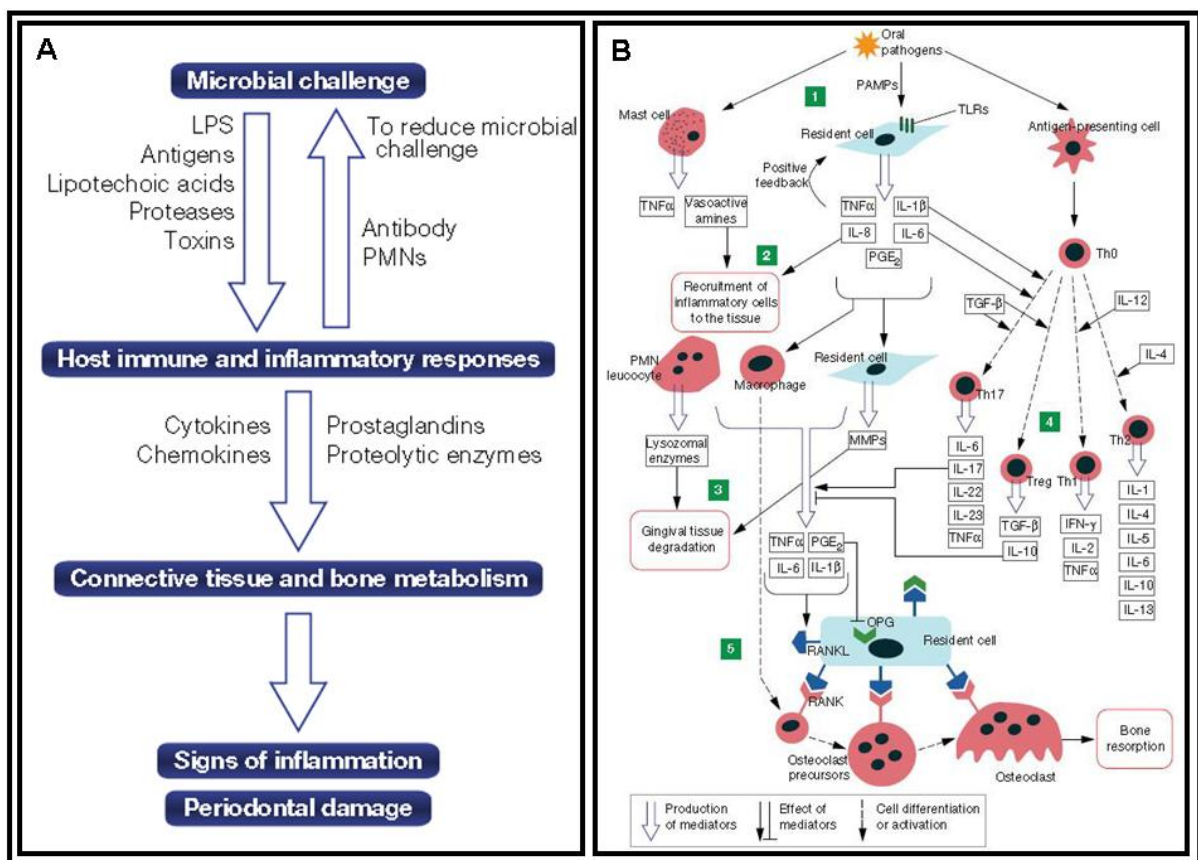 A
Microbial challenge
LPS
Antigens
Lipotechoic acids
Proteases
Toxins
To reduce microbial
challenge
Antibody
PMNs
Host immune and inflammatory responses
Cytokines
Chemokines
Prostaglandins
Proteolytic enzymes
Connective tissue and bone metabolism
Signs of inflammation
Periodontal damage
B
Oral
pathogens
1
PAMPs
TLRs
Mast cell
Resident cell
Antigen-presenting cell
Positive
feedback
TNFα
Vasoactive
amines
TNFα
IL-1β
IL-8
IL-6
PGE2
Th0
2
Recruitment of
inflammatory cells
to the tissue
TGF-β
IL-12
IL-4
PMN
leucocyte
Macrophage
Resident cell
Th17
4
Th2
Lysozomal
enzymes
MMPs
IL-6
IL-17
IL-22
IL-23
TNFα
Treg
Th1
TGF-β
IL-10
IFN-γ
IL-2
TNFα
IL-1
IL-4
IL-5
IL-6
IL-10
IL-13
3
Gingival tissue
degradation
TNFα
PGE2
IL-6
IL-1β
OPG
Resident cell
5
RANKL
RANK
Osteoclast
precursors
Osteoclast
Bone
resorption
Production
of mediators
Effect of
mediators
Cell differentiation
or activation